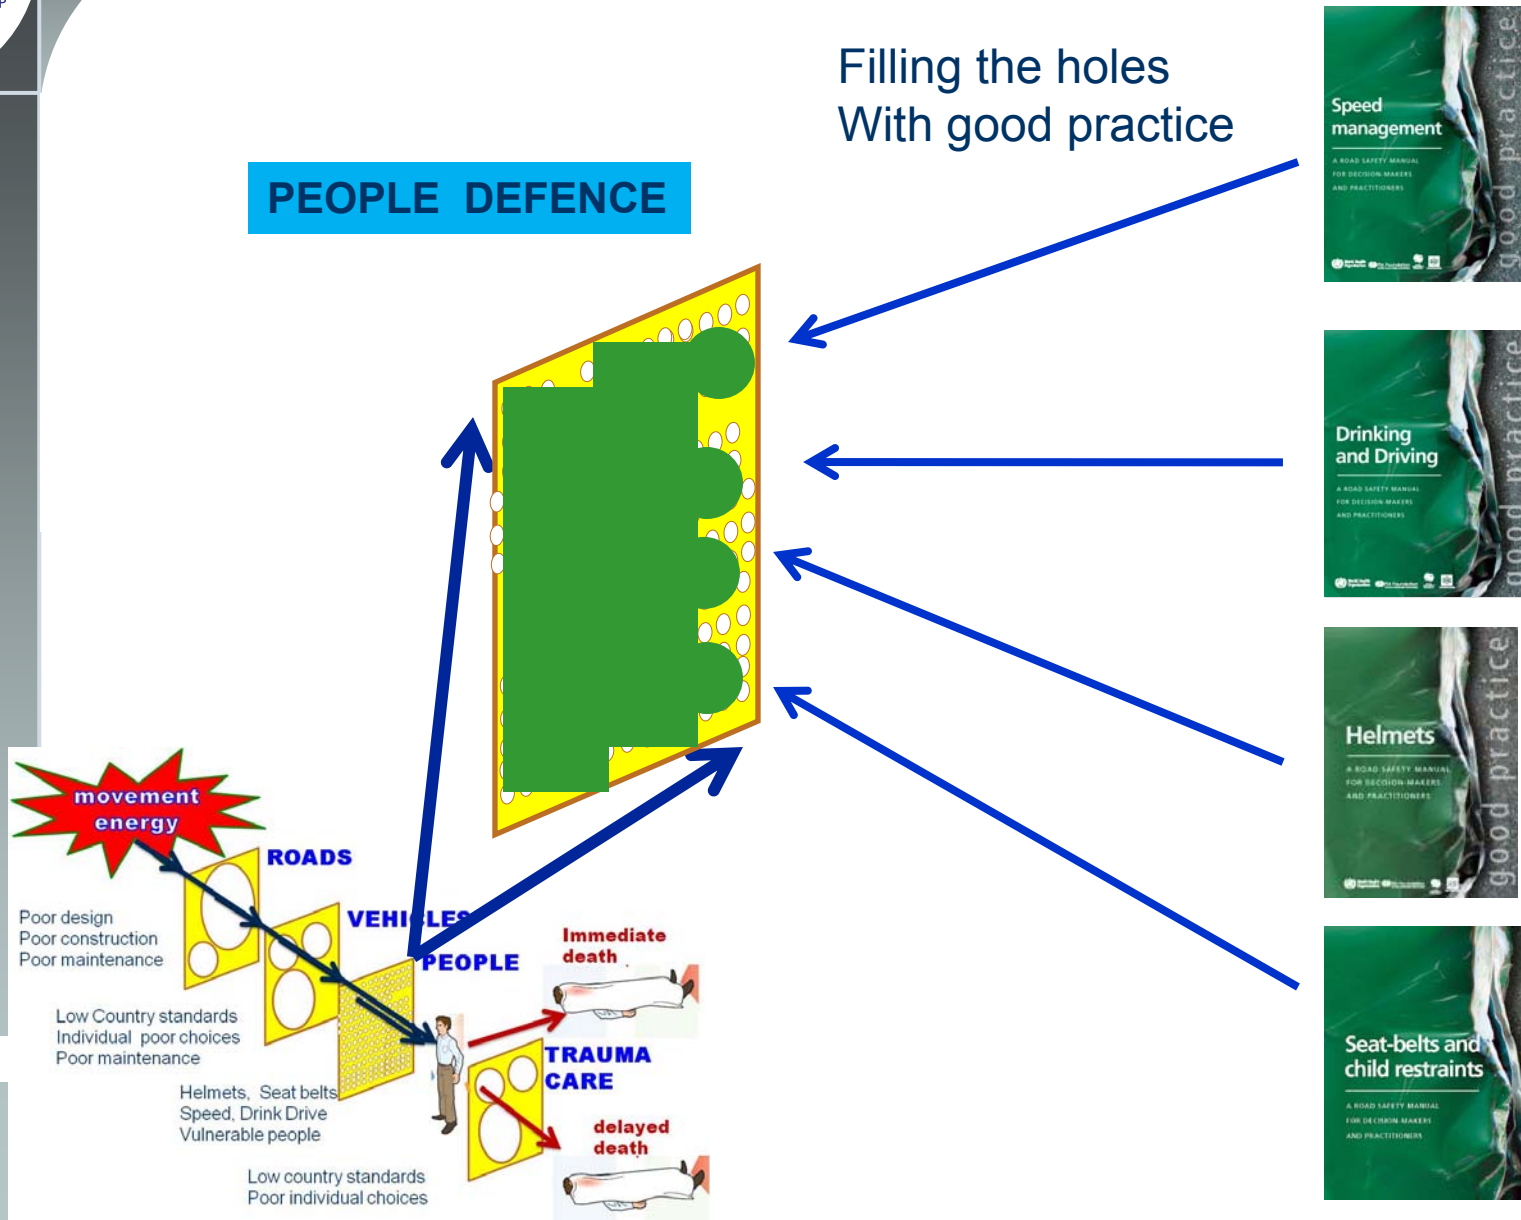 P
Filling the holes
With good practice
PEOPLE DEFENCE
Speed
management
A ROAD SAFETY MANUAL
FOR DECISION-MAKERS
AND PRACTITIONERS
good practice
Drinking
and Driving
A ROAD SAFETY MANUAL
FOR DECISION-MAKERS
AND PRACTITIONERS
good practice
Helmets
A ROAD SAFETY MANUAL
FOR DECISION-MAKERS
AND PRACTITIONERS
good practice
Seat-belts and
child restraints
A ROAD SAFETY MANUAL
FOR DECISION-MAKERS
AND PRACTITIONERS
movement
energy
ROADS
Poor design
Poor construction
Poor maintenance
VEHICLES
Low Country standards
Individual poor choices
Poor maintenance
PEOPLE
Helmets, Seat belts
Speed, Drink Drive
Vulnerable people
Immediate
death
TRAUMA
CARE
delayed
death
Low country standards
Poor individual choices